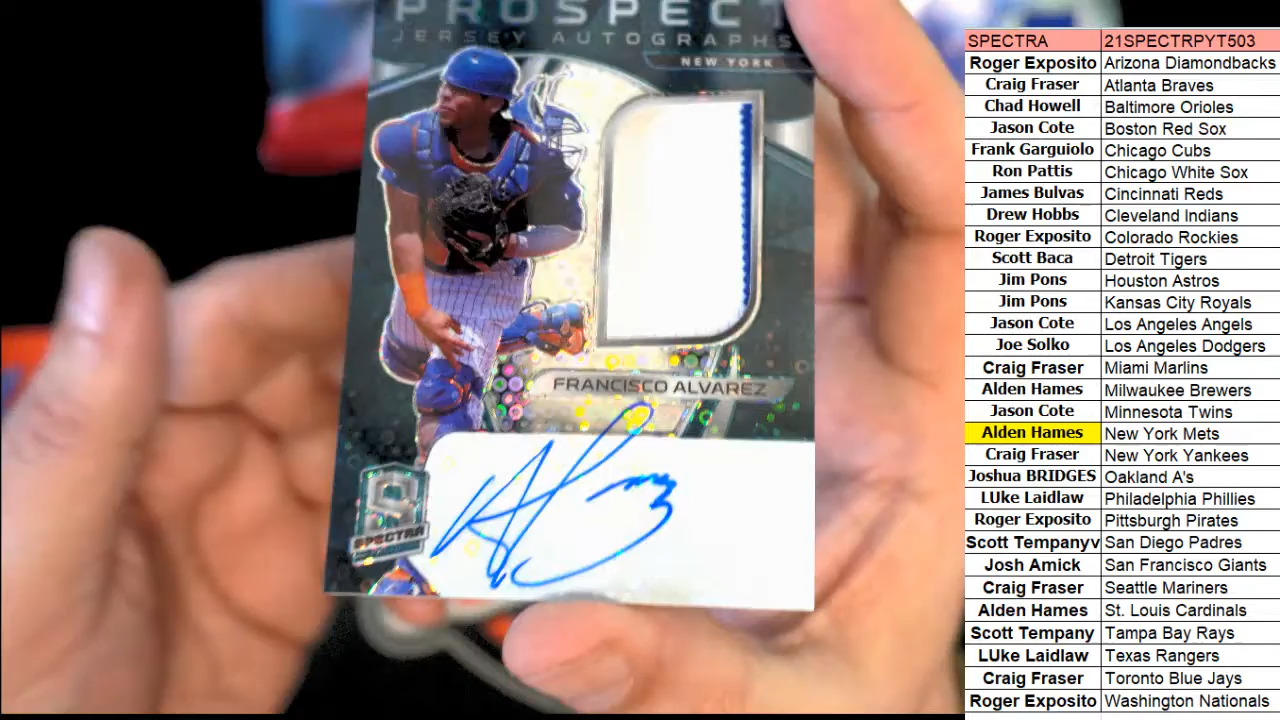 PROSPECT
JERSEY AUTOGRAPHS
NEW YORK
FRANCISCO ALVAREZ
SPECTRA
SPECTRA 21SPECTRPYT503
Roger Exposito Arizona Diamondbacks
Craig Fraser Atlanta Braves
Chad Howell Baltimore Orioles
Jason Cote Boston Red Sox
Frank Garguiolo Chicago Cubs
Ron Pattis Chicago White Sox
James Bulvas Cincinnati Reds
Drew Hobbs Cleveland Indians
Roger Exposito Colorado Rockies
Scott Baca Detroit Tigers
Jim Pons Houston Astros
Jim Pons Kansas City Royals
Jason Cote Los Angeles Angels
Joe Solko Los Angeles Dodgers
Craig Fraser Miami Marlins
Alden Hames Milwaukee Brewers
Jason Cote Minnesota Twins
Alden Hames New York Mets
Craig Fraser New York Yankees
Joshua BRIDGES Oakland A's
LUke Laidlaw Philadelphia Phillies
Roger Exposito Pittsburgh Pirates
Scott Tempanyv San Diego Padres
Josh Amick San Francisco Giants
Craig Fraser Seattle Mariners
Alden Hames St. Louis Cardinals
Scott Tempany Tampa Bay Rays
LUke Laidlaw Texas Rangers
Craig Fraser Toronto Blue Jays
Roger Exposito Washington Nationals